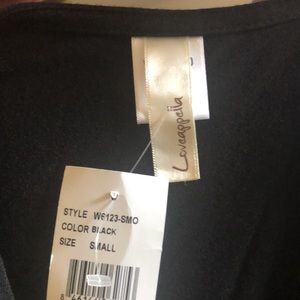 Loveappella
STYLE W6123-SMO
COLOR BLACK
SIZE SMALL